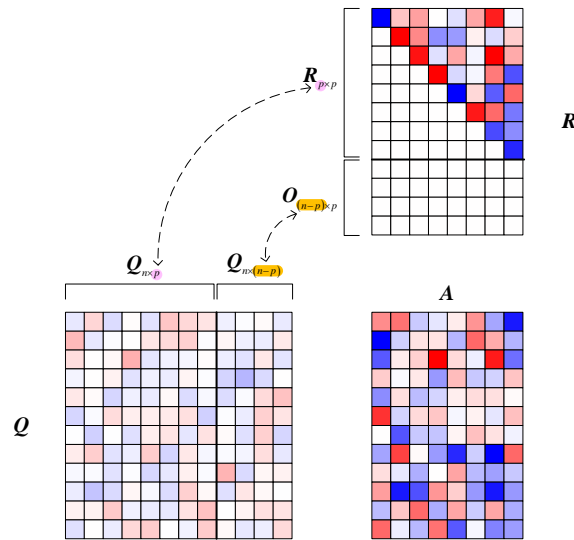 R p×p
R
O (n−p)×p
Q n×p
Q n×(n−p)
A
Q